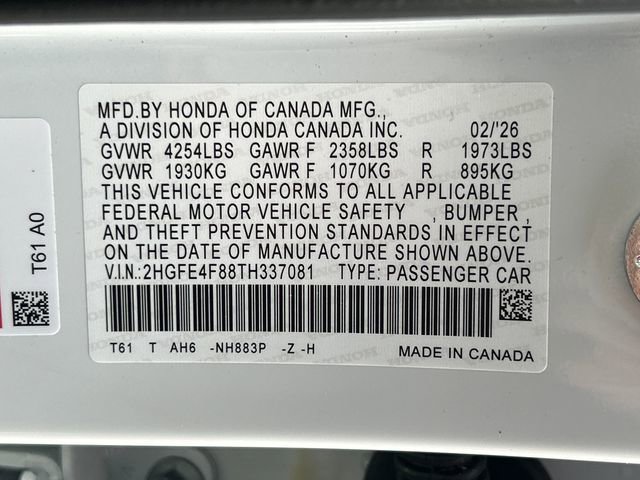 MFD.BY HONDA OF CANADA MFG.,
A DIVISION OF HONDA CANADA INC. 02/'26
GVWR 4254LBS GAWR F 2358LBS R 1973LBS
GVWR 1930KG GAWR F 1070KG R 895KG
THIS VEHICLE CONFORMS TO ALL APPLICABLE
FEDERAL MOTOR VEHICLE SAFETY , BUMPER ,
AND THEFT PREVENTION STANDARDS IN EFFECT
ON THE DATE OF MANUFACTURE SHOWN ABOVE.
V.I.N.:2HGFE4F88TH337081 TYPE: PASSENGER CAR
T61 T AH6 -NH883P -Z -H MADE IN CANADA
T61 A0